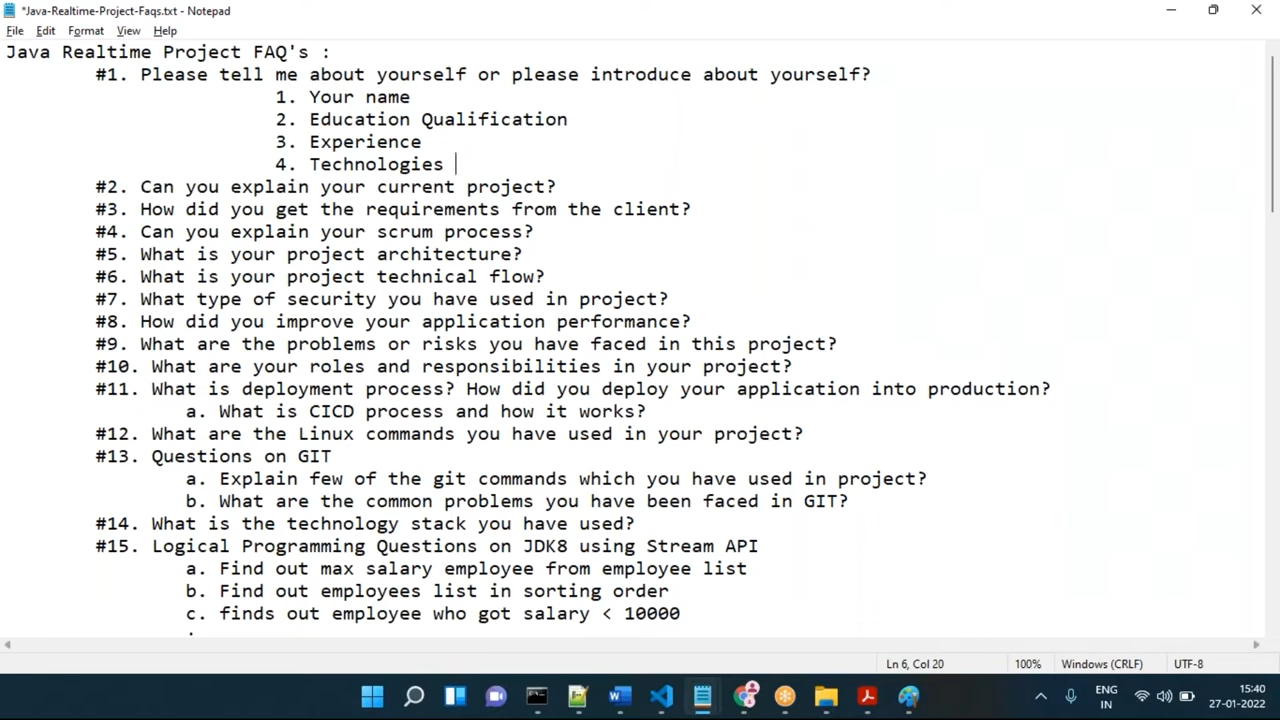 *Java-Realtime-Project-Faqs.txt - Notepad
File Edit Format View Help
Java Realtime Project FAQ's :
#1. Please tell me about yourself or please introduce about yourself?
1. Your name
2. Education Qualification
3. Experience
4. Technologies
#2. Can you explain your current project?
#3. How did you get the requirements from the client?
#4. Can you explain your scrum process?
#5. What is your project architecture?
#6. What is your project technical flow?
#7. What type of security you have used in project?
#8. How did you improve your application performance?
#9. What are the problems or risks you have faced in this project?
#10. What are your roles and responsibilities in your project?
#11. What is deployment process? How did you deploy your application into production?
a. What is CICD process and how it works?
#12. What are the Linux commands you have used in your project?
#13. Questions on GIT
a. Explain few of the git commands which you have used in project?
b. What are the common problems you have been faced in GIT?
#14. What is the technology stack you have used?
#15. Logical Programming Questions on JDK8 using Stream API
a. Find out max salary employee from employee list
b. Find out employees list in sorting order
c. finds out employee who got salary < 10000
Ln 6, Col 20 100% Windows (CRLF) UTF-8
ENG 15:40
IN 27-01-2022